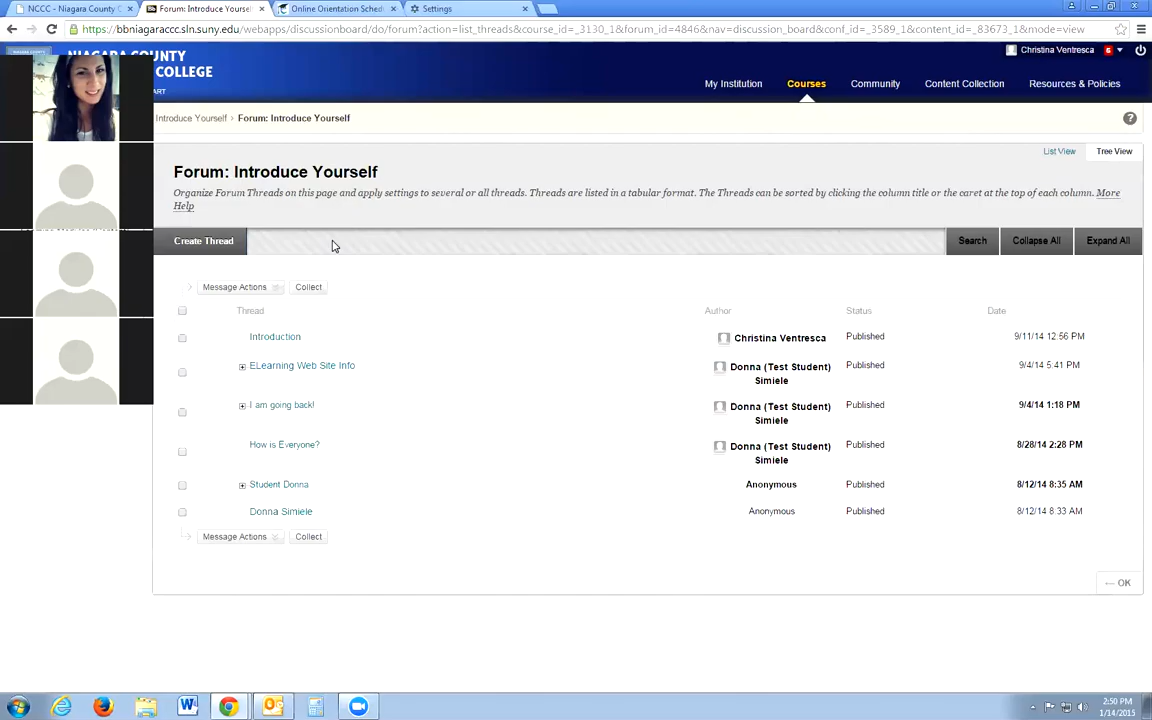 NCCC - Niagara County C
Forum: Introduce Yourself
Online Orientation Sched
Settings
https://bbniagaraccc.sln.suny.edu/webapps/discussionboard/do/forum?action=list_threads&course_id=_3130_1&forum_id=4846&nav=discussion_board&conf_id=_3589_1&content_id=_83673_1&mode=view
NIAGARA COUNTY
COLLEGE
ART
Christina Ventresca 6
My Institution Courses Community Content Collection Resources & Policies
Introduce Yourself > Forum: Introduce Yourself ?
List View Tree View
Forum: Introduce Yourself
Organize Forum Threads on this page and apply settings to several or all threads. Threads are listed in a tabular format. The Threads can be sorted by clicking the column title or the caret at the top of each column. More
Help
Create Thread Search Collapse All Expand All
Message Actions Collect
Thread Author Status Date
Introduction Christina Ventresca Published 9/11/14 12:56 PM
ELearning Web Site Info Donna (Test Student) Published 9/4/14 5:41 PM
Simiele
I am going back! Donna (Test Student) Published 9/4/14 1:18 PM
Simiele
How is Everyone? Donna (Test Student) Published 8/28/14 2:28 PM
Simiele
Student Donna Anonymous Published 8/12/14 8:35 AM
Donna Simiele Anonymous Published 8/12/14 8:33 AM
Message Actions Collect
OK
2:50 PM
1/14/2015